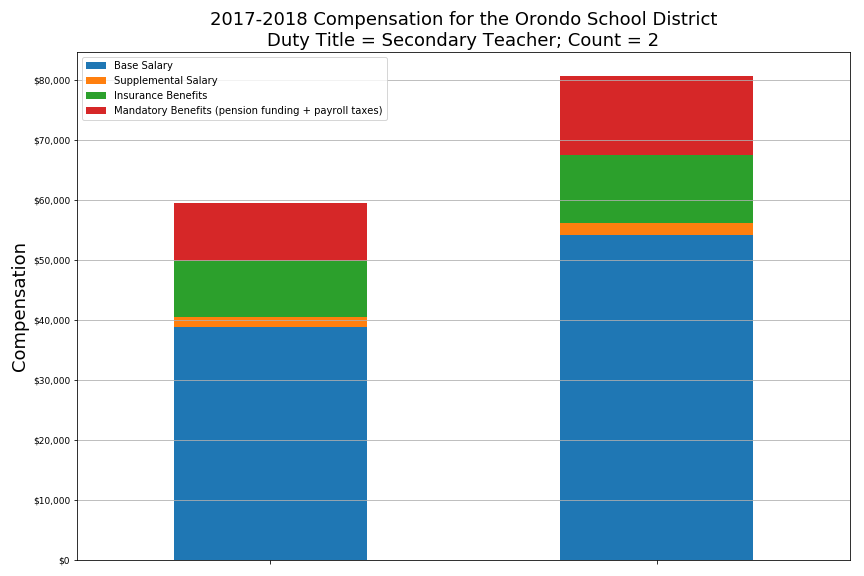 2017-2018 Compensation for the Orondo School District
Duty Title = Secondary Teacher; Count = 2
Base Salary
Supplemental Salary
Insurance Benefits
Mandatory Benefits (pension funding + payroll taxes)
$80,000
$70,000
$60,000
$50,000
$40,000
$30,000
$20,000
$10,000
$0
Compensation